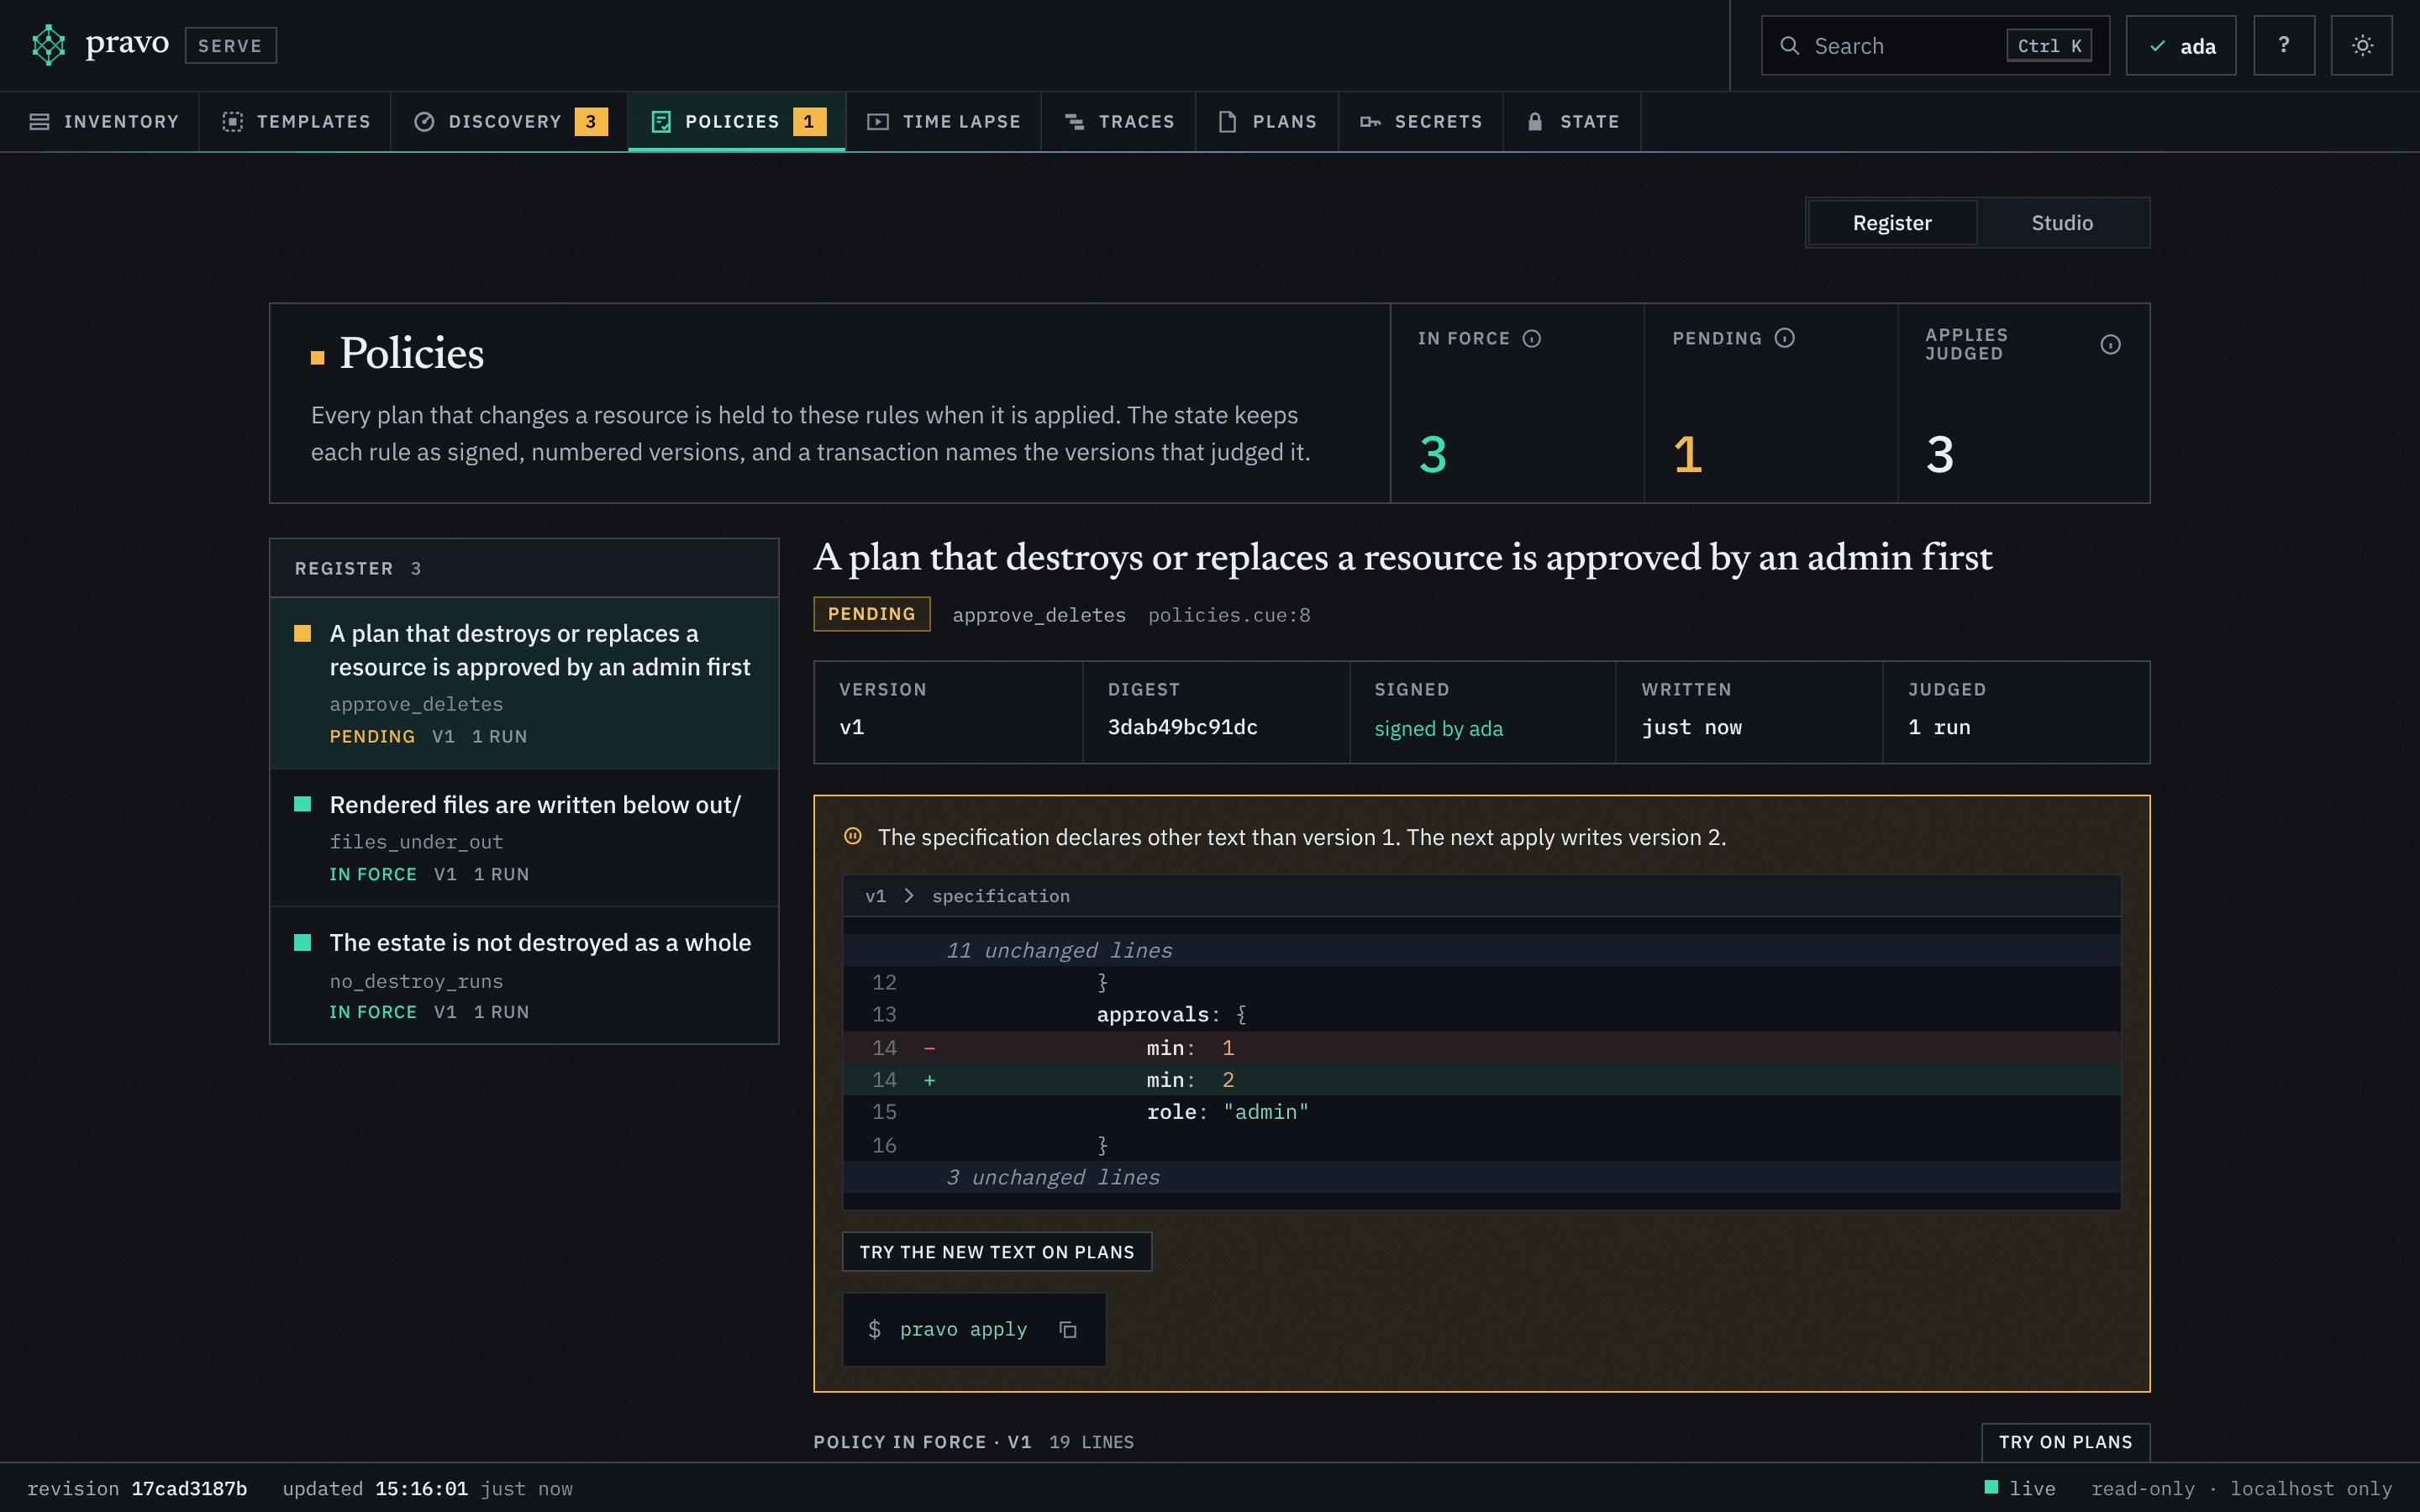 pravo SERVE
Search Ctrl K
ada
?
INVENTORY
TEMPLATES
DISCOVERY 3
POLICIES 1
TIME LAPSE
TRACES
PLANS
SECRETS
STATE
Register
Studio
Policies
Every plan that changes a resource is held to these rules when it is applied. The state keeps
each rule as signed, numbered versions, and a transaction names the versions that judged it.
IN FORCE
3
PENDING
1
APPLIES
JUDGED
3
REGISTER 3
A plan that destroys or replaces a
resource is approved by an admin first
approve_deletes
PENDING V1 1 RUN
Rendered files are written below out/
files_under_out
IN FORCE V1 1 RUN
The estate is not destroyed as a whole
no_destroy_runs
IN FORCE V1 1 RUN
A plan that destroys or replaces a resource is approved by an admin first
PENDING approve_deletes policies.cue:8
VERSION
v1
DIGEST
3dab49bc91dc
SIGNED
signed by ada
WRITTEN
just now
JUDGED
1 run
The specification declares other text than version 1. The next apply writes version 2.
v1 > specification
11 unchanged lines
12 }
13 approvals: {
14 - min: 1
14 + min: 2
15 role: "admin"
16 }
3 unchanged lines
TRY THE NEW TEXT ON PLANS
$ pravo apply
POLICY IN FORCE · V1 19 LINES
TRY ON PLANS
revision 17cad3187b updated 15:16:01 just now
live read-only · localhost only